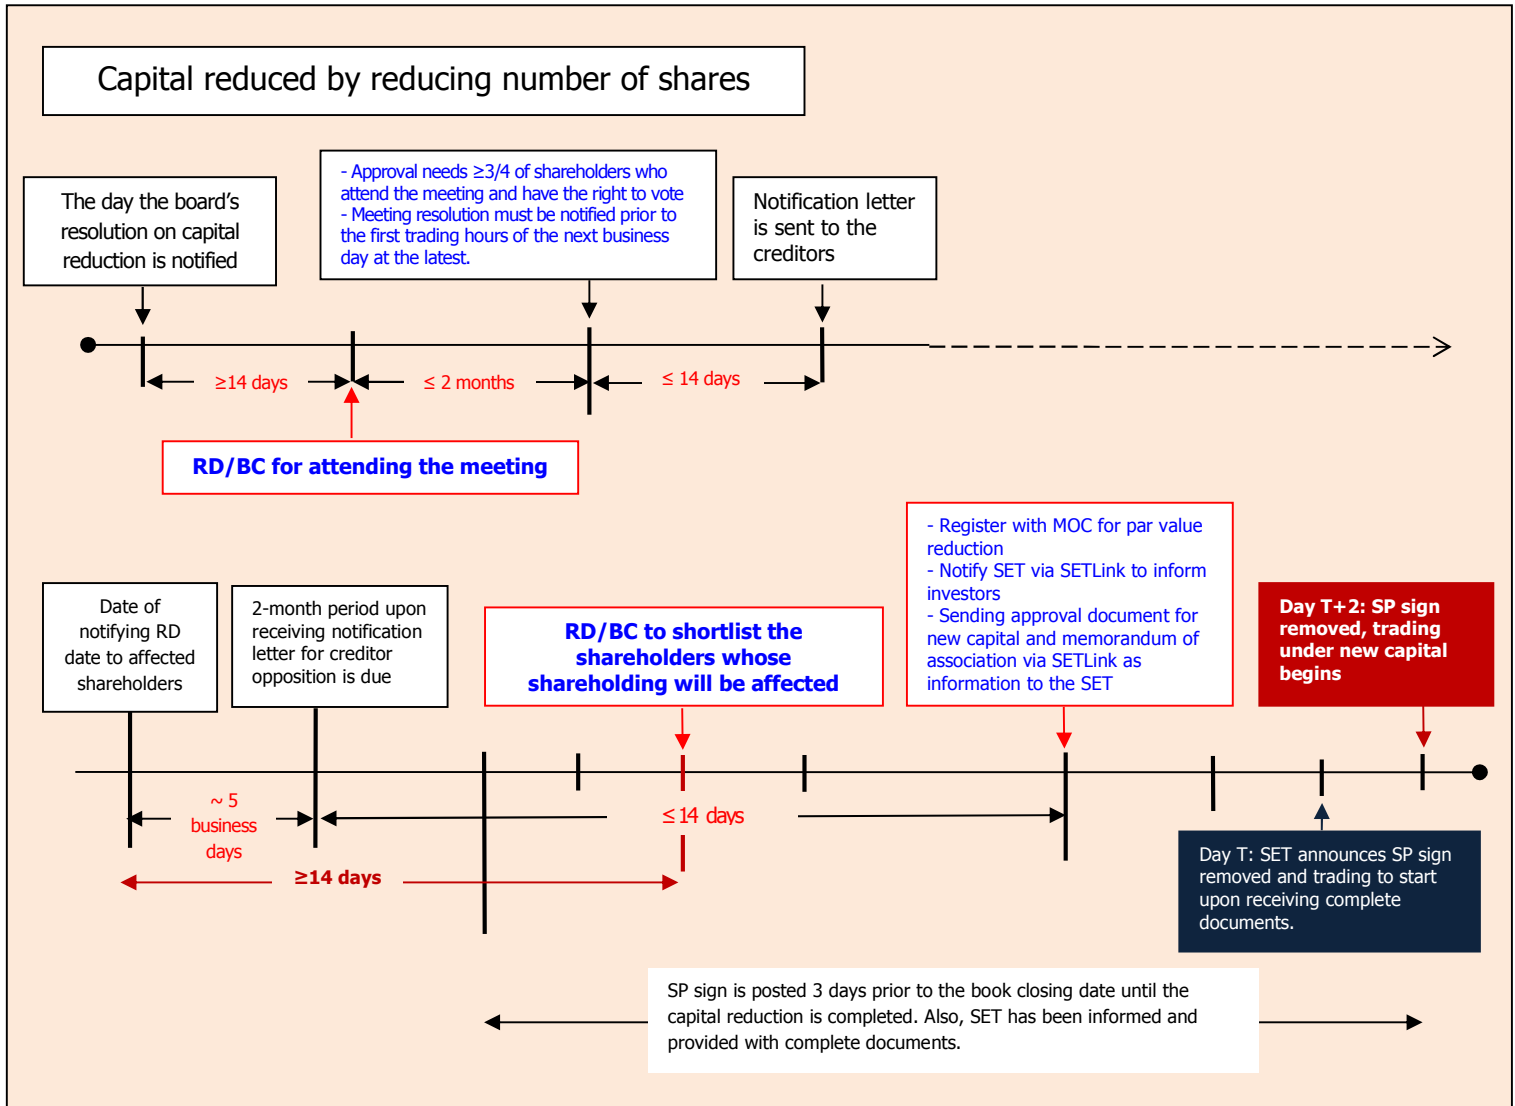 Capital reduced by reducing number of shares
The day the board's
resolution on capital
reduction is notified
- Approval needs ≥3/4 of shareholders who
attend the meeting and have the right to vote
- Meeting resolution must be notified prior to
the first trading hours of the next business
day at the latest.
Notification letter
is sent to the
creditors
≥14 days
≤ 2 months
≤ 14 days
RD/BC for attending the meeting
Date of
notifying RD
date to affected
shareholders
2-month period upon
receiving notification
letter for creditor
opposition is due
RD/BC to shortlist the
shareholders whose
shareholding will be affected
- Register with MOC for par value
reduction
- Notify SET via SETLink to inform
investors
- Sending approval document for
new capital and memorandum of
association via SETLink as
information to the SET
Day T+2: SP sign
removed, trading
under new capital
begins
~ 5
business
days
≤ 14 days
≥14 days
Day T: SET announces SP sign
removed and trading to start
upon receiving complete
documents.
SP sign is posted 3 days prior to the book closing date until the
capital reduction is completed. Also, SET has been informed and
provided with complete documents.